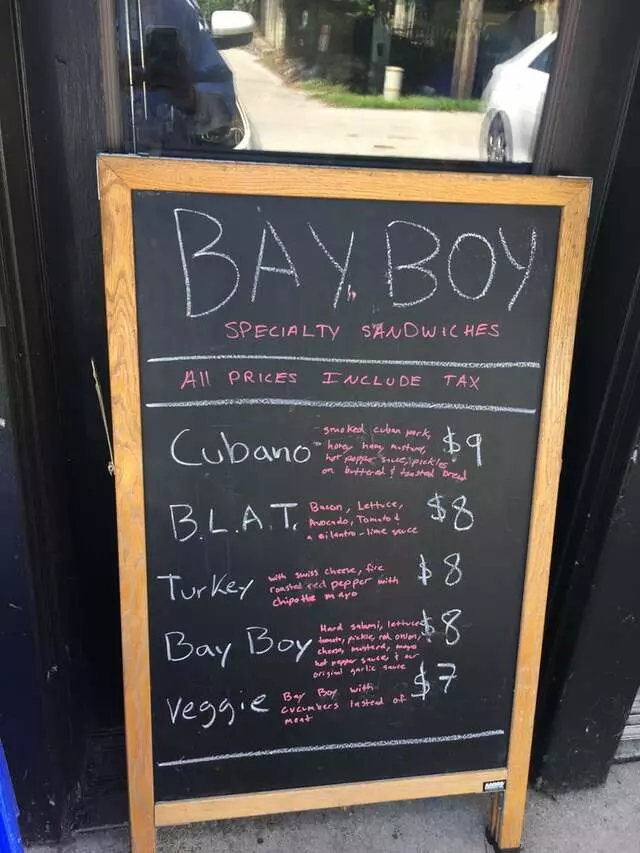 BAY BOY
SPECIALTY SANDWICHES
All PRICES INCLUDE TAX
Cubano smoked cuban pork, $9
honey ham, mustard,
hot pepper sauce, pickles
on buttered & toasted bread
B.L.A.T. Bacon, Lettuce, $8
Avocado, Tomato &
a cilantro-lime sauce
Turkey with swiss cheese, fire $8
roasted red pepper with
chipotle mayo
Bay Boy Hard salami, lettuce $8
tomato, pickle, red onion,
cheese, mustard, mayo
hot pepper sauce, & our
original garlic sauce
Veggie Bay Boy with $7
cucumbers instead of
meat